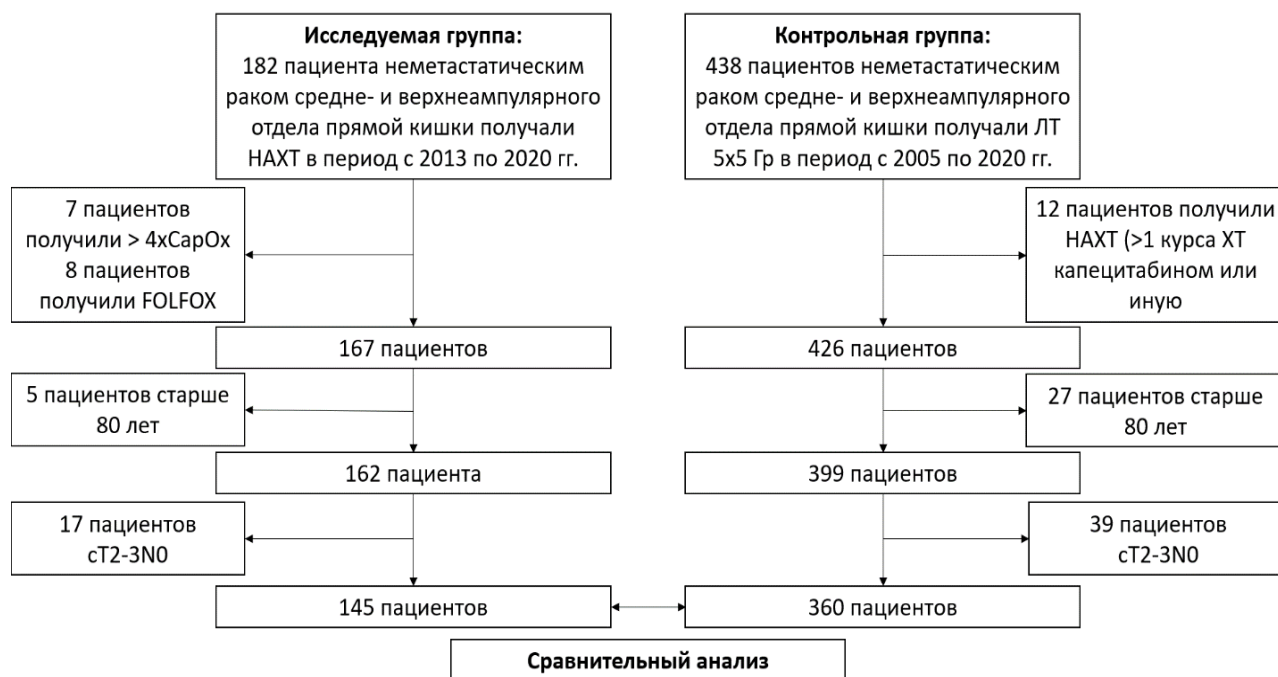 Исследуемая группа:
182 пациента неметастатическим
раком средне- и верхнеампулярного
отдела прямой кишки получали
НАХТ в период с 2013 по 2020 гг.
Контрольная группа:
438 пациентов неметастатическим
раком средне- и верхнеампулярного
отдела прямой кишки получали ЛТ
5х5 Гр в период с 2005 по 2020 гг.
7 пациентов
получили > 4хCapOx
8 пациентов
получили FOLFOX
12 пациентов получили
НАХТ (>1 курса ХТ
капецитабином или
иную
167 пациентов
426 пациентов
5 пациентов старше
80 лет
27 пациентов старше
80 лет
162 пациента
399 пациентов
17 пациентов
cT2-3N0
39 пациентов
cT2-3N0
145 пациентов
360 пациентов
Сравнительный анализ